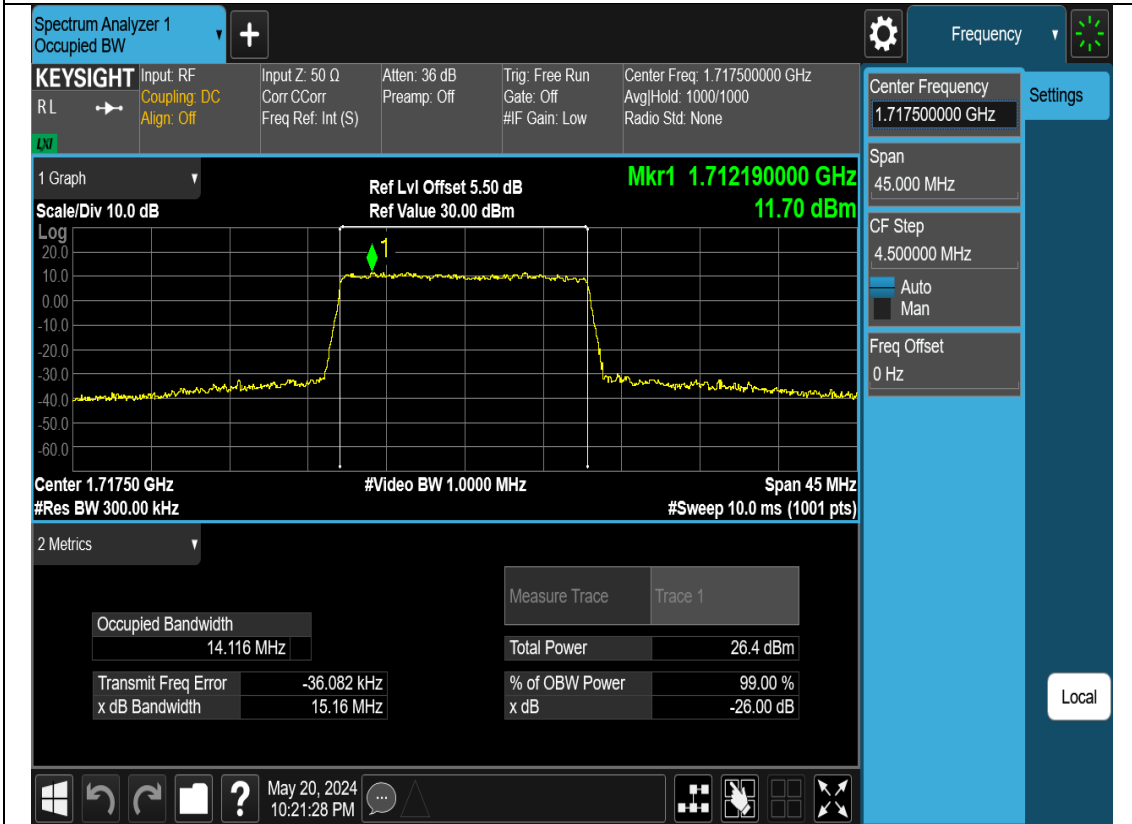 Spectrum Analyzer 1
Occupied BW
+
Frequency
KEYSIGHT
R L
LXI
Input: RF
Coupling: DC
Align: Off
Input Z: 50 Ω
Corr CCorr
Freq Ref: Int (S)
Atten: 36 dB
Preamp: Off
Trig: Free Run
Gate: Off
#IF Gain: Low
Center Freq: 1.717500000 GHz
Avg|Hold: 1000/1000
Radio Std: None
Center Frequency
1.717500000 GHz
Settings
Span
45.000 MHz
CF Step
4.500000 MHz
Auto
Man
Freq Offset
0 Hz
Local
1 Graph
Scale/Div 10.0 dB
Ref Lvl Offset 5.50 dB
Ref Value 30.00 dBm
Mkr1 1.712190000 GHz
11.70 dBm
Log
20.0
10.0
0.00
-10.0
-20.0
-30.0
-40.0
-50.0
-60.0
1
Center 1.71750 GHz
#Video BW 1.0000 MHz
Span 45 MHz
#Res BW 300.00 kHz
#Sweep 10.0 ms (1001 pts)
2 Metrics
Measure Trace Trace 1
Occupied Bandwidth
14.116 MHz
Total Power 26.4 dBm
Transmit Freq Error -36.082 kHz
% of OBW Power 99.00 %
x dB Bandwidth 15.16 MHz
x dB -26.00 dB
?
May 20, 2024
10:21:28 PM